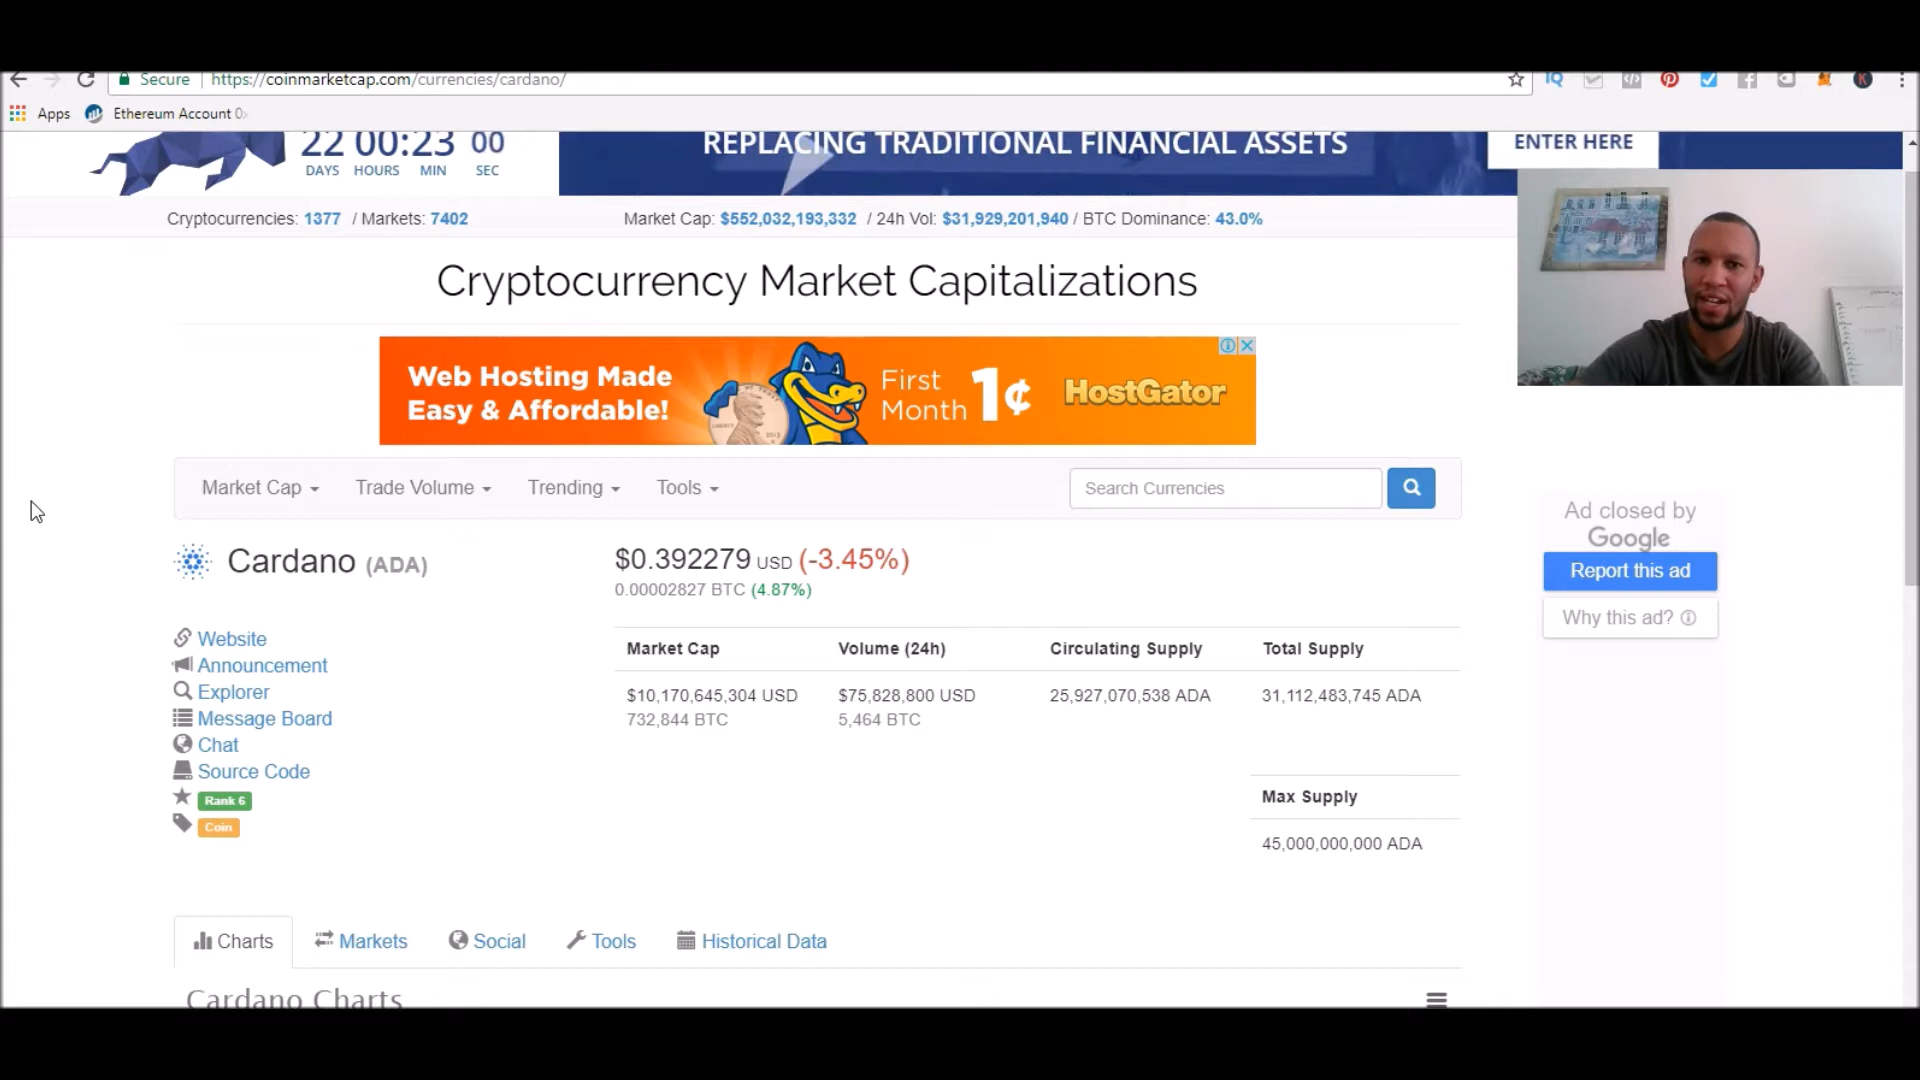 Secure https://coinmarketcap.com/currencies/cardano/
Apps Ethereum Account 0x
22 00:23 00
DAYS HOURS MIN SEC
REPLACING TRADITIONAL FINANCIAL ASSETS
ENTER HERE
Cryptocurrencies: 1377 / Markets: 7402
Market Cap: $552,032,193,332 / 24h Vol: $31,929,201,940 / BTC Dominance: 43.0%
Cryptocurrency Market Capitalizations
Web Hosting Made
Easy & Affordable!
First
Month 1¢
HostGator
Market Cap Trade Volume Trending Tools
Search Currencies
Ad closed by
Google
Report this ad
Why this ad?
Cardano (ADA)
$0.392279 USD (-3.45%)
0.00002827 BTC (4.87%)
Website
Announcement
Explorer
Message Board
Chat
Source Code
Rank 6
Coin
Market Cap Volume (24h) Circulating Supply Total Supply
$10,170,645,304 USD $75,828,800 USD 25,927,070,538 ADA 31,112,483,745 ADA
732,844 BTC 5,464 BTC
Max Supply
45,000,000,000 ADA
Charts Markets Social Tools Historical Data
Cardano Charts